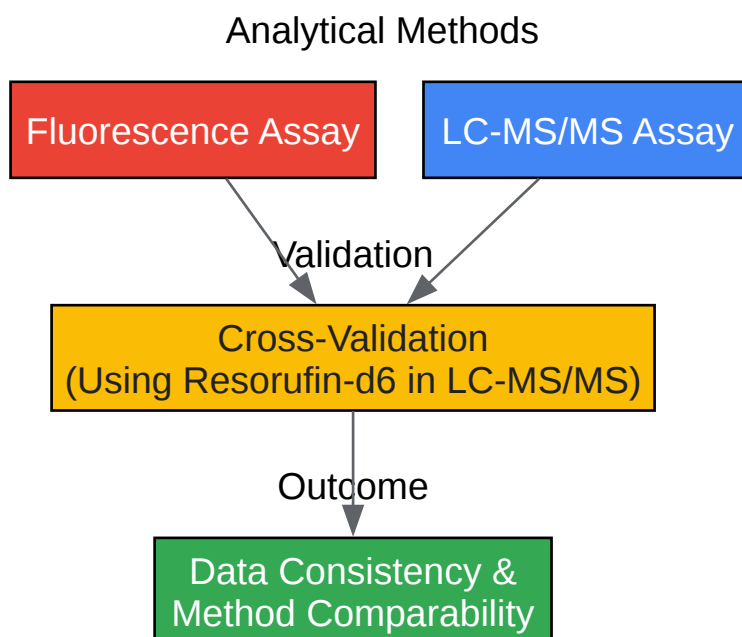 Analytical Methods
Fluorescence Assay
LC-MS/MS Assay
Validation
Cross-Validation
(Using Resorufin-d6 in LC-MS/MS)
Outcome
Data Consistency &
Method Comparability